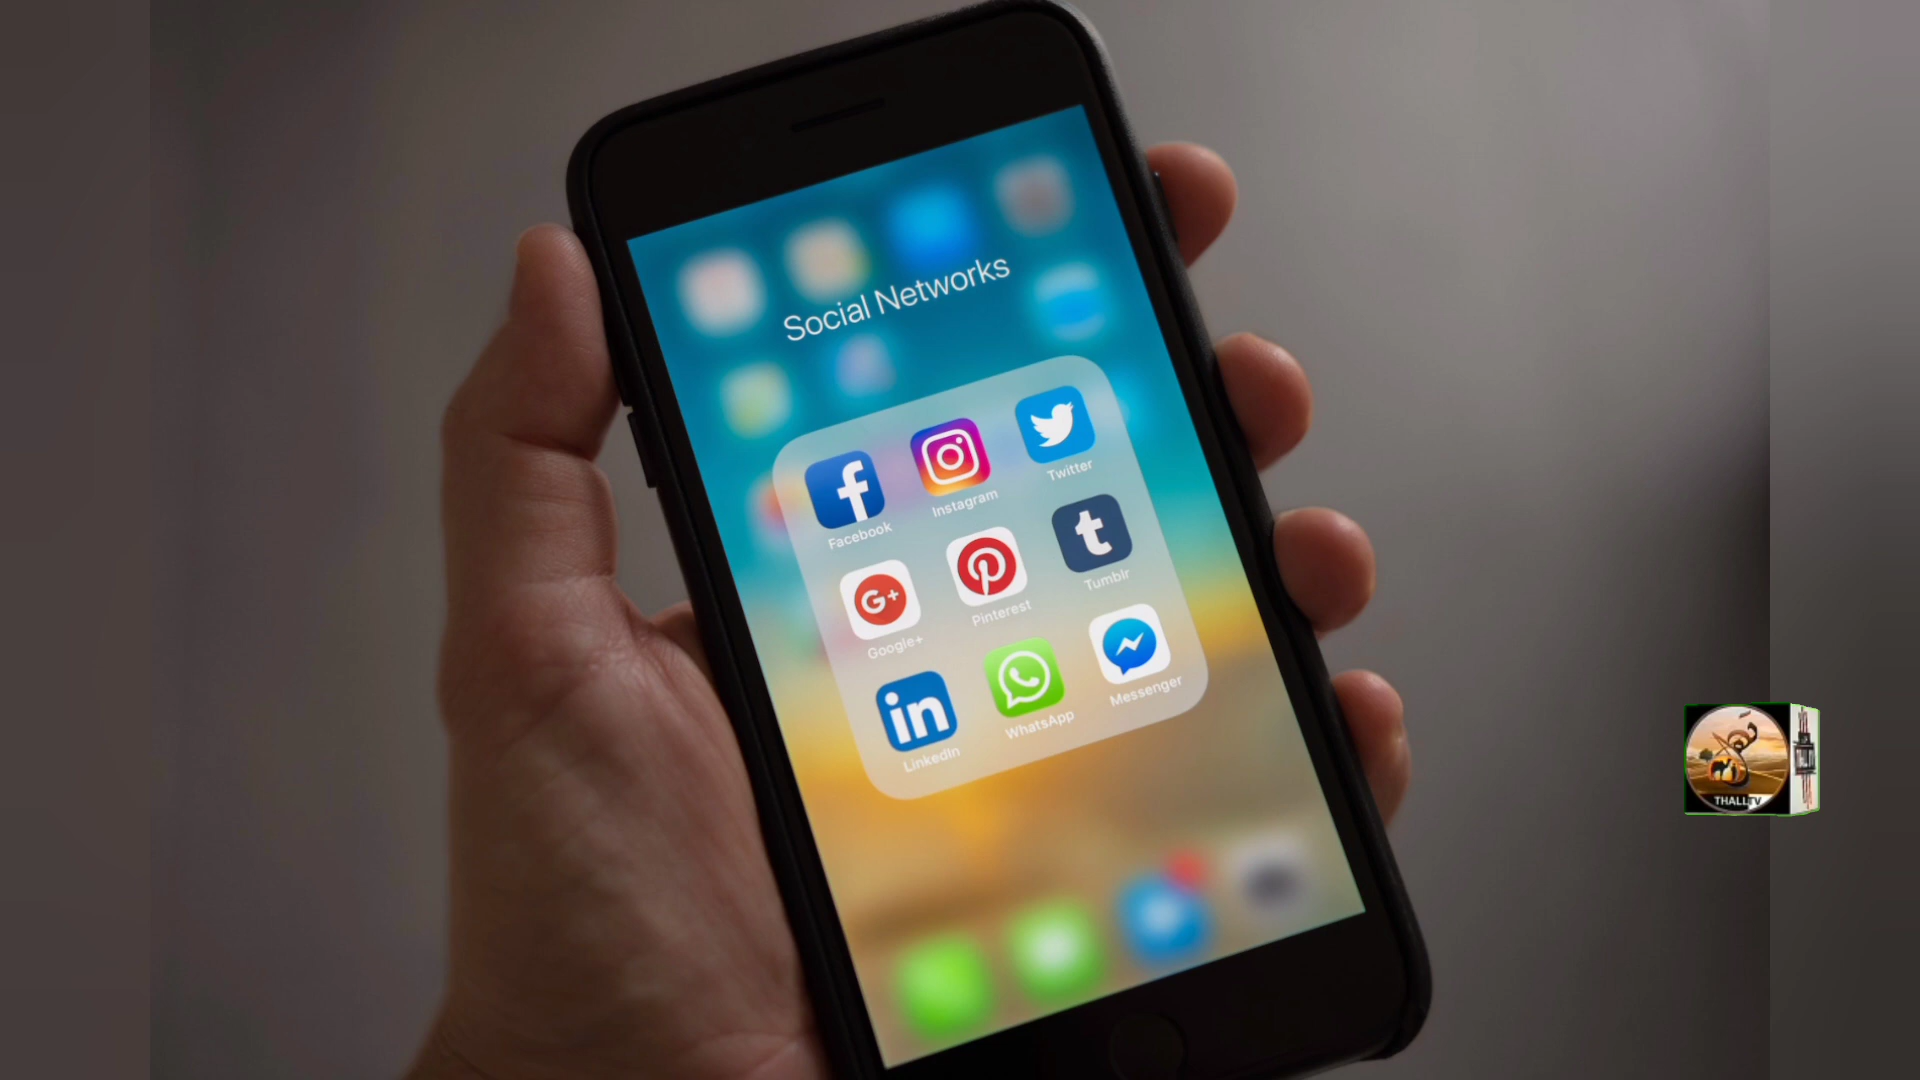 Social Networks
Facebook
Instagram
Twitter
Google+
Pinterest
Tumblr
LinkedIn
WhatsApp
Messenger
THALLTV